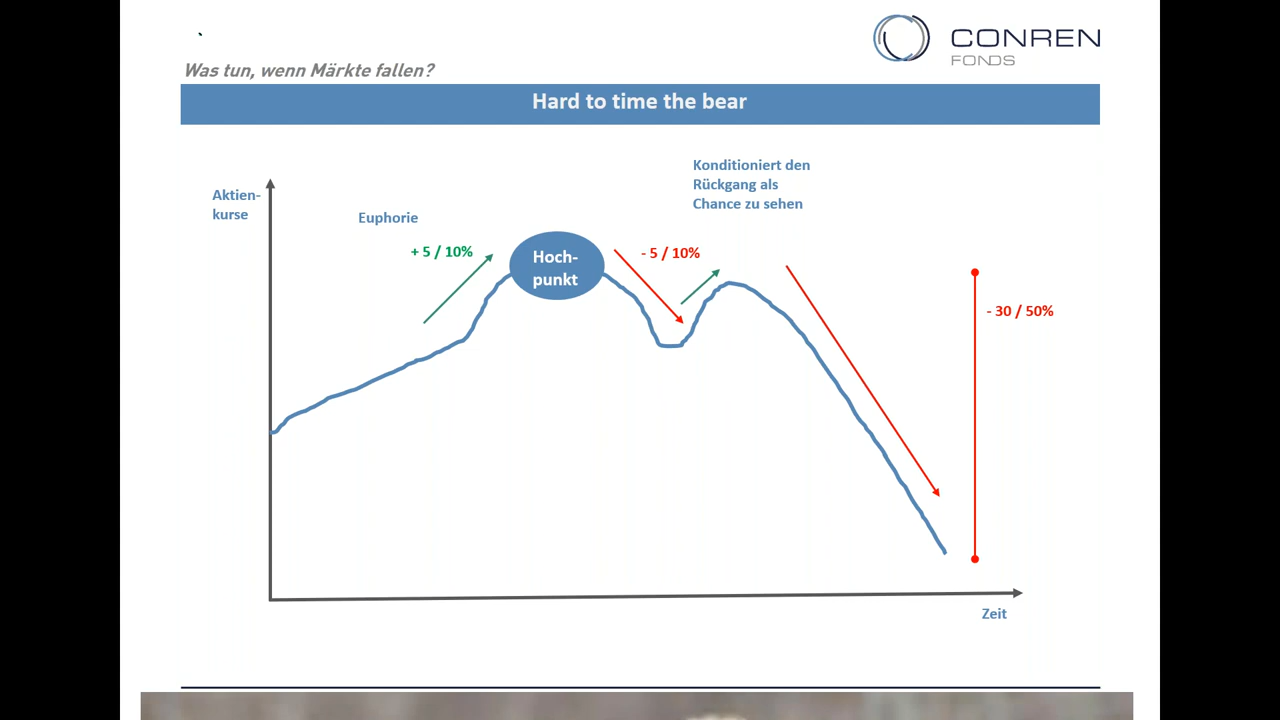 CONREN
FONDS
Was tun, wenn Märkte fallen?
Hard to time the bear
Aktien-
kurse
Euphorie
+ 5 / 10%
Hoch-
punkt
- 5 / 10%
Konditioniert den
Rückgang als
Chance zu sehen
- 30 / 50%
Zeit